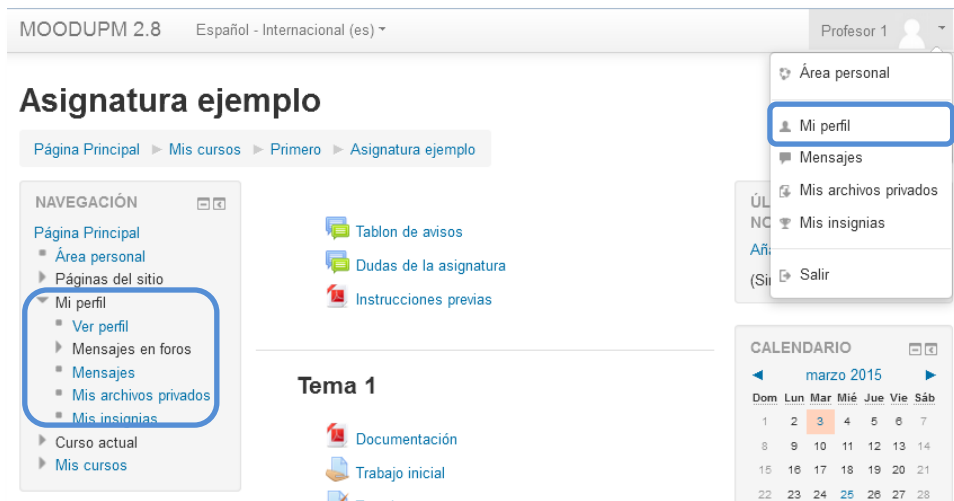 MOODUPM 2.8
Español - Internacional (es)
Profesor 1
Área personal
Mi perfil
Mensajes
Mis archivos privados
Mis insignias
Salir
Asignatura ejemplo
Página Principal
Mis cursos
Primero
Asignatura ejemplo
NAVEGACIÓN
Página Principal
Área personal
Páginas del sitio
Mi perfil
Ver perfil
Mensajes en foros
Mensajes
Mis archivos privados
Mis insignias
Curso actual
Mis cursos
Tablon de avisos
Dudas de la asignatura
Instrucciones previas
Tema 1
Documentación
Trabajo inicial
CALENDARIO
marzo 2015
Dom Lun Mar Mié Jue Vie Sáb
1 2 3 4 5 6 7
8 9 10 11 12 13 14
15 16 17 18 19 20 21
22 23 24 25 26 27 28